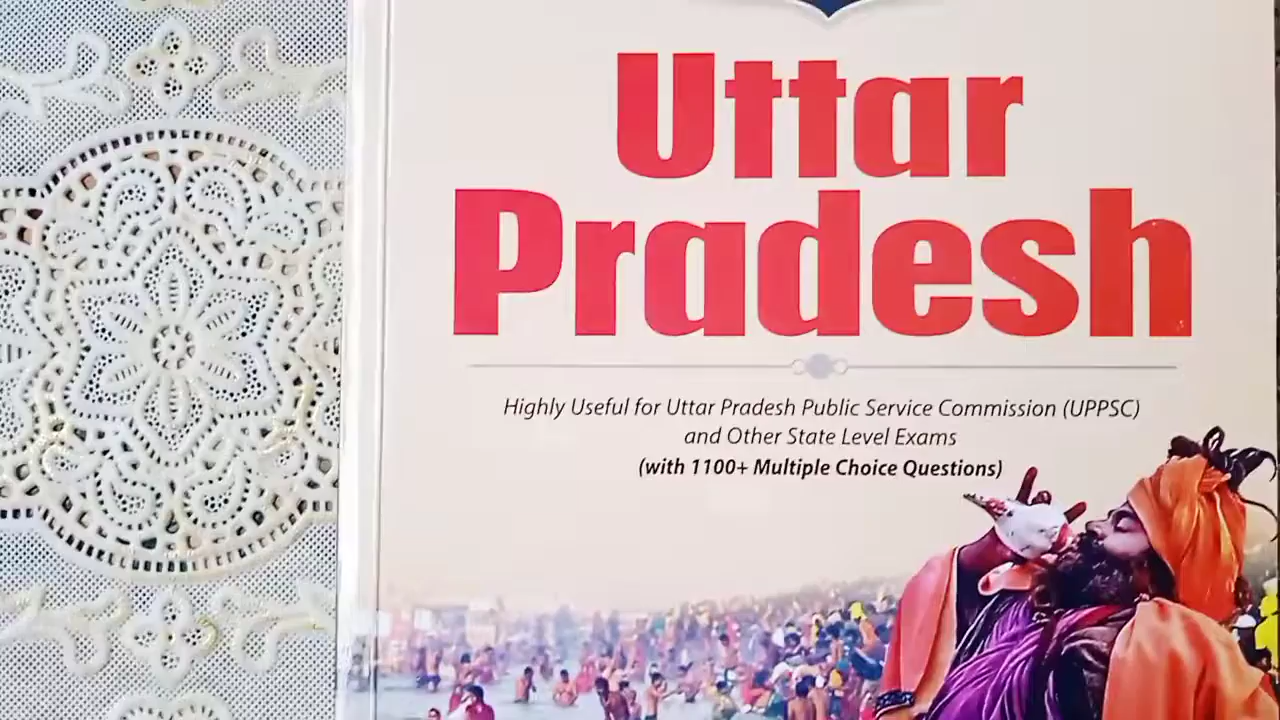 Uttar
Pradesh
Highly Useful for Uttar Pradesh Public Service Commission (UPPSC)
and Other State Level Exams
(with 1100+ Multiple Choice Questions)